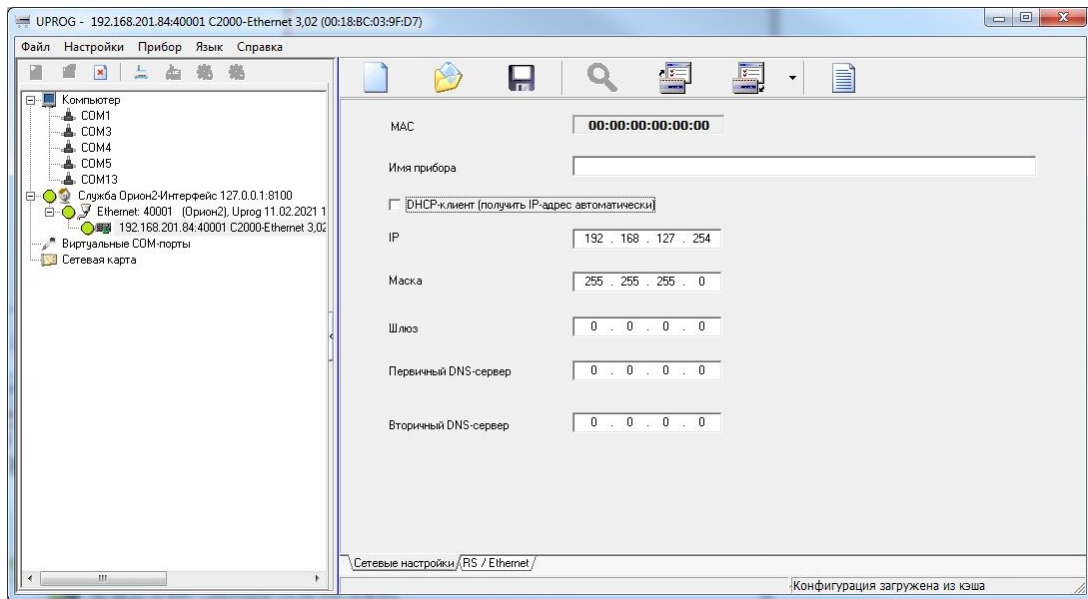 UPROG - 192.168.201.84:40001 C2000-Ethernet 3,02 (00:18:BC:03:9F:D7)
Файл Настройки Прибор Язык Справка
Компьютер
COM1
COM3
COM4
COM5
COM13
Служба Орион2-Интерфейс 127.0.0.1:8100
Ethernet: 40001 (Орион2), Uprog 11.02.2021 1
192.168.201.84:40001 C2000-Ethernet 3,02
Виртуальные COM-порты
Сетевая карта
MAC 00:00:00:00:00:00
Имя прибора
DHCP-клиент (получить IP-адрес автоматически)
IP 192 . 168 . 127 . 254
Маска 255 . 255 . 255 . 0
Шлюз 0 . 0 . 0 . 0
Первичный DNS-сервер 0 . 0 . 0 . 0
Вторичный DNS-сервер 0 . 0 . 0 . 0
Сетевые настройки RS / Ethernet
Конфигурация загружена из кэша